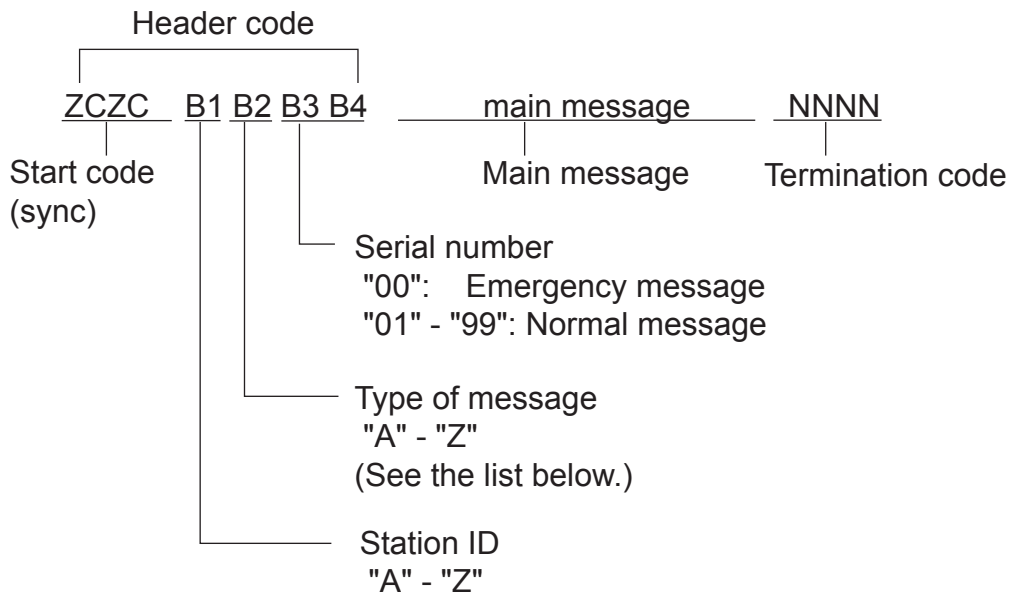 Header code
ZCZC B1 B2 B3 B4 main message NNNN
Start code Main message Termination code
(sync)
Serial number
"00": Emergency message
"01" - "99": Normal message
Type of message
"A" - "Z"
(See the list below.)
Station ID
"A" - "Z"